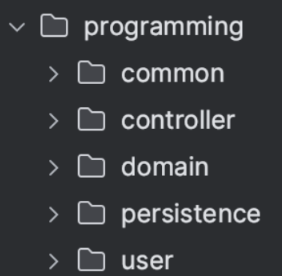 programming
common
controller
domain
persistence
user